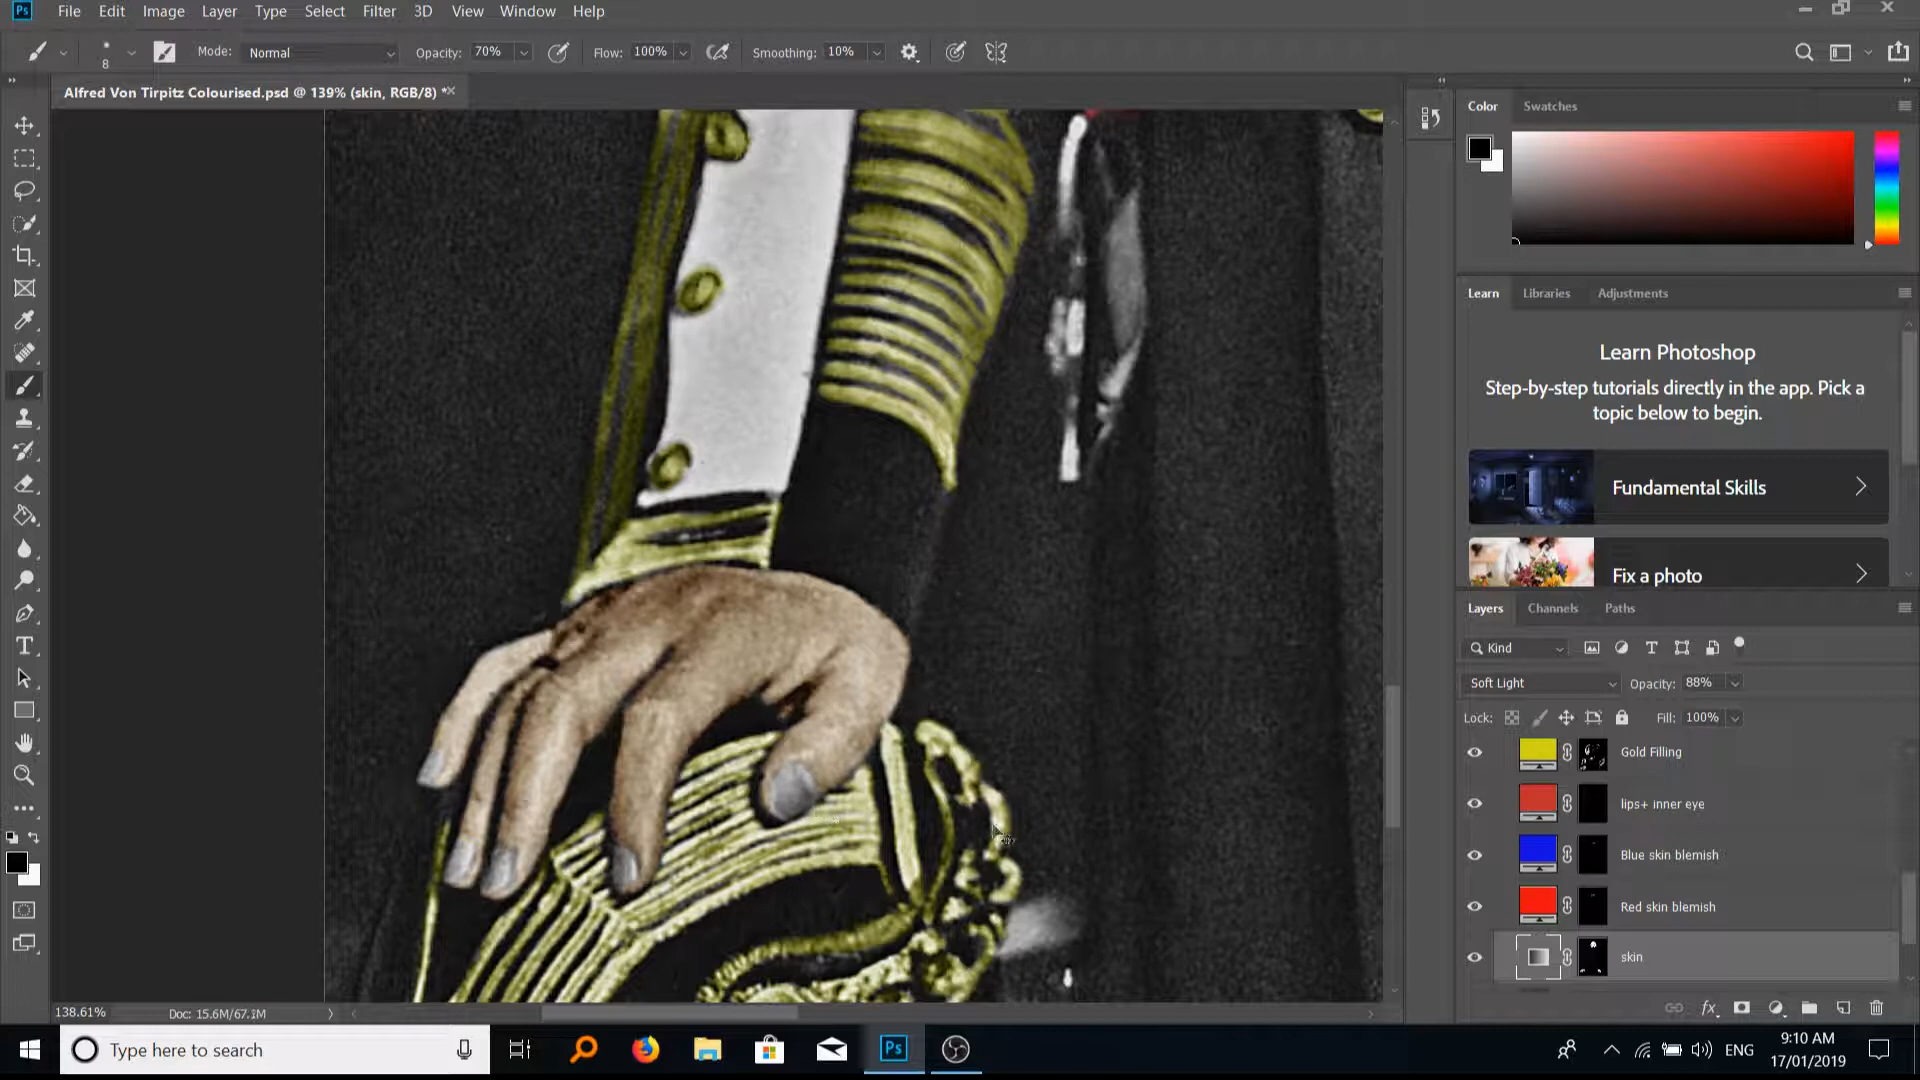 Ps File Edit Image Layer Type Select Filter 3D View Window Help
8 Mode: Normal Opacity: 70% Flow: 100% Smoothing: 10%
Alfred Von Tirpitz Colourised.psd @ 139% (skin, RGB/8) *
Color Swatches
Learn Libraries Adjustments
Learn Photoshop
Step-by-step tutorials directly in the app. Pick a
topic below to begin.
Fundamental Skills
Fix a photo
Layers Channels Paths
Kind
Soft Light Opacity: 88%
Lock: Fill: 100%
Gold Filling
lips+ inner eye
Blue skin blemish
Red skin blemish
skin
138.61% Doc: 15.6M/67.3M
Type here to search
Ps
ENG
9:10 AM
17/01/2019